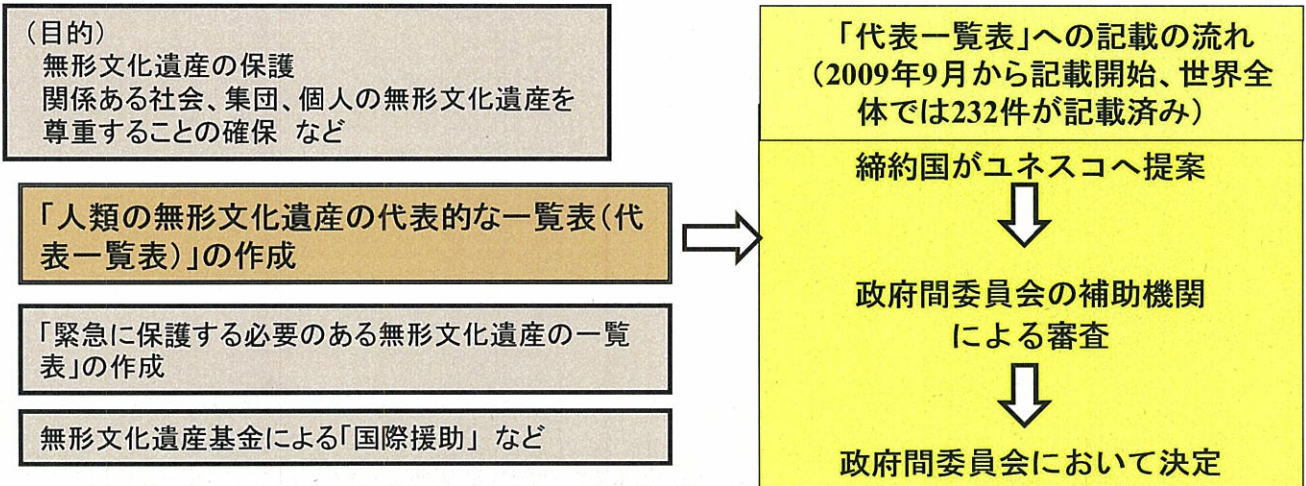 （目的）
無形文化遺産の保護
関係ある社会、集団、個人の無形文化遺産を
尊重することの確保 など
「人類の無形文化遺産の代表的な一覧表（代
表一覧表）」の作成
「緊急に保護する必要のある無形文化遺産の一覧
表」の作成
無形文化遺産基金による「国際援助」 など
「代表一覧表」への記載の流れ
（2009年9月から記載開始、世界全
体では232件が記載済み）
締約国がユネスコへ提案
政府間委員会の補助機関
による審査
政府間委員会において決定